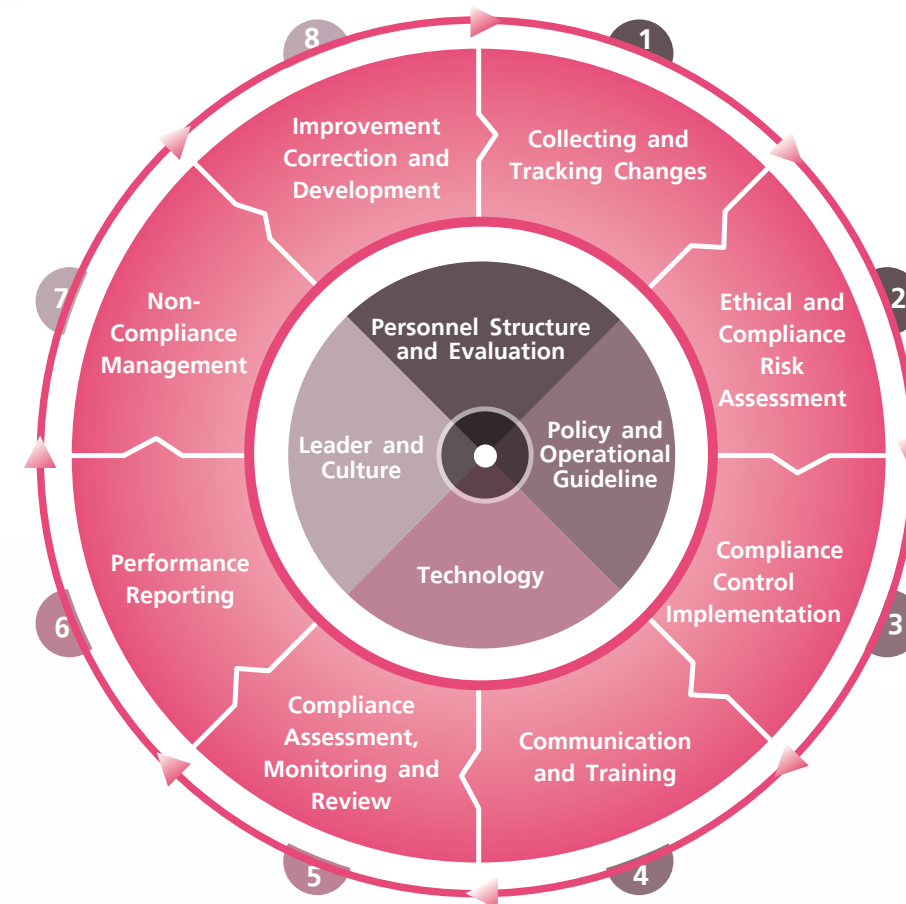 1
Collecting and
Tracking Changes
2
Ethical and
Compliance
Risk
Assessment
3
Compliance
Control
Implementation
4
Communication
and Training
5
Compliance
Assessment,
Monitoring and
Review
6
Performance
Reporting
7
Non-
Compliance
Management
8
Improvement
Correction and
Development
Personnel Structure
and Evaluation
Policy and
Operational
Guideline
Technology
Leader and
Culture